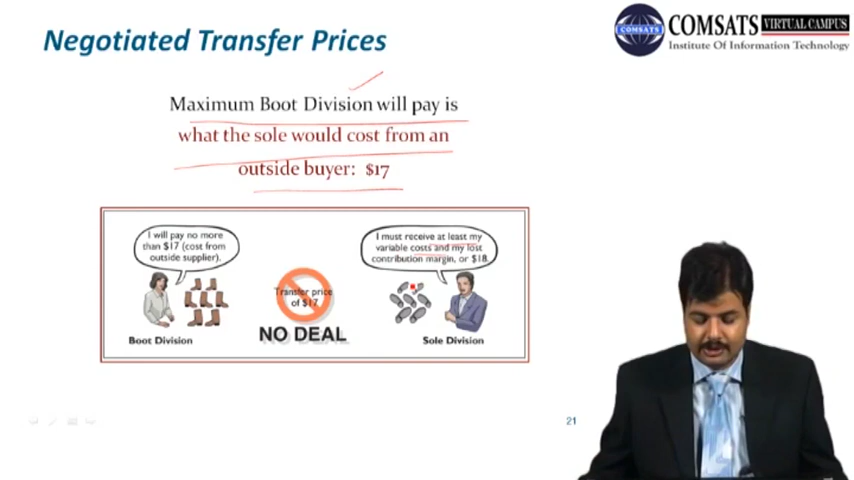 Negotiated Transfer Prices
COMSATS
COMSATS
VIRTUAL CAMPUS
Institute Of Information Technology
Maximum Boot Division will pay is
what the sole would cost from an
outside buyer: $17
I will pay no more
than $17 (cost from
outside supplier).
I must receive at least my
variable costs and my lost
contribution margin, or $18.
Transfer price
of $17
NO DEAL
Boot Division
Sole Division
21